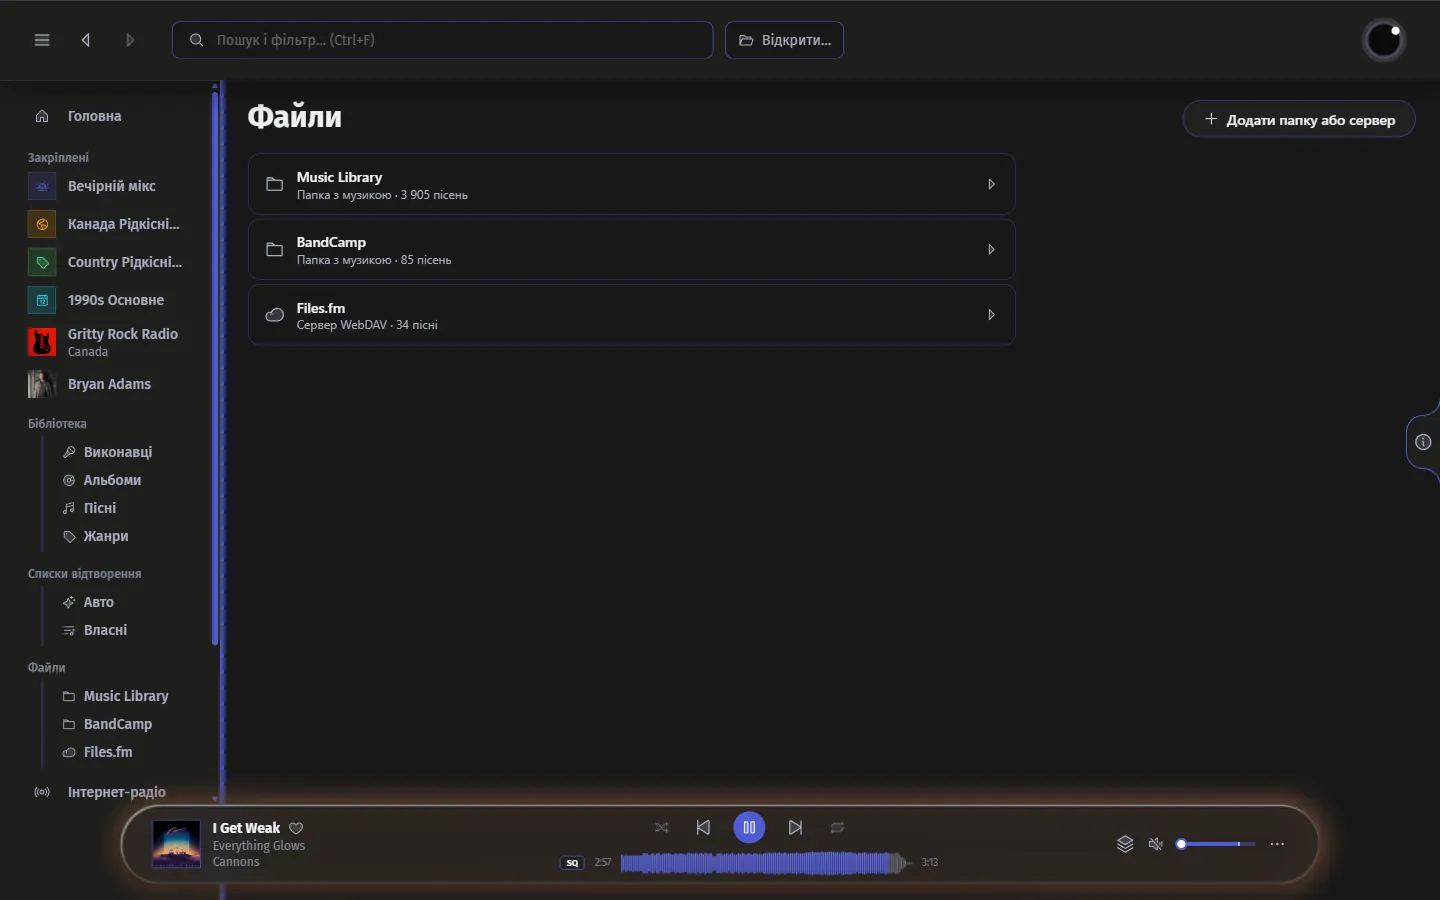 Пошук і фільтр... (Ctrl+F)
Відкрити...
Головна
Закріплені
Вечірній мікс
Канада Рідкісні...
Country Рідкісні...
1990s Основне
Gritty Rock Radio
Canada
Bryan Adams
Бібліотека
Виконавці
Альбоми
Пісні
Жанри
Списки відтворення
Авто
Власні
Файли
Music Library
BandCamp
Files.fm
Інтернет-радіо
Файли
Додати папку або сервер
Music Library
Папка з музикою · 3 905 пісень
BandCamp
Папка з музикою · 85 пісень
Files.fm
Сервер WebDAV · 34 пісні
I Get Weak
Everything Glows
Cannons
SQ 2:57 3:13